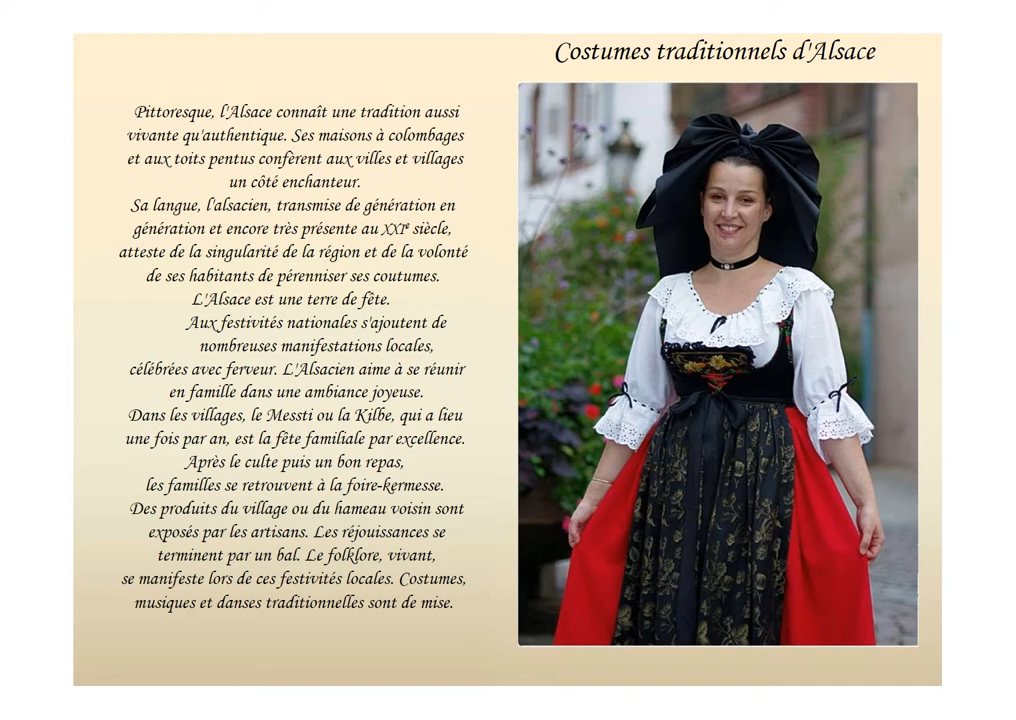 Costumes traditionnels d'Alsace
Pittoresque, l'Alsace connaît une tradition aussi
vivante qu'authentique. Ses maisons à colombages
et aux toits pentus confèrent aux villes et villages
un côté enchanteur.
Sa langue, l'alsacien, transmise de génération en
génération et encore très présente au XXIe siècle,
atteste de la singularité de la région et de la volonté
de ses habitants de pérenniser ses coutumes.
L'Alsace est une terre de fête.
Aux festivités nationales s'ajoutent de
nombreuses manifestations locales,
célébrées avec ferveur. L'Alsacien aime à se réunir
en famille dans une ambiance joyeuse.
Dans les villages, le Messti ou la Kilbe, qui a lieu
une fois par an, est la fête familiale par excellence.
Après le culte puis un bon repas,
les familles se retrouvent à la foire-kermesse.
Des produits du village ou du hameau voisin sont
exposés par les artisans. Les réjouissances se
terminent par un bal. Le folklore, vivant,
se manifeste lors de ces festivités locales. Costumes,
musiques et danses traditionnelles sont de mise.